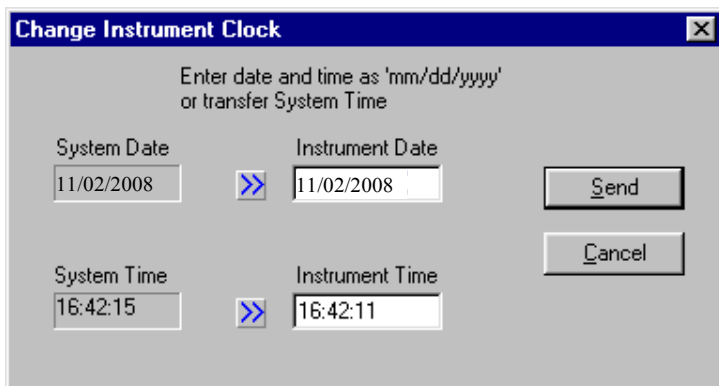 Change Instrument Clock
Enter date and time as 'mm/dd/yyyy'
or transfer System Time
System Date
Instrument Date
11/02/2008
>>
11/02/2008
Send
Cancel
System Time
Instrument Time
16:42:15
>>
16:42:11